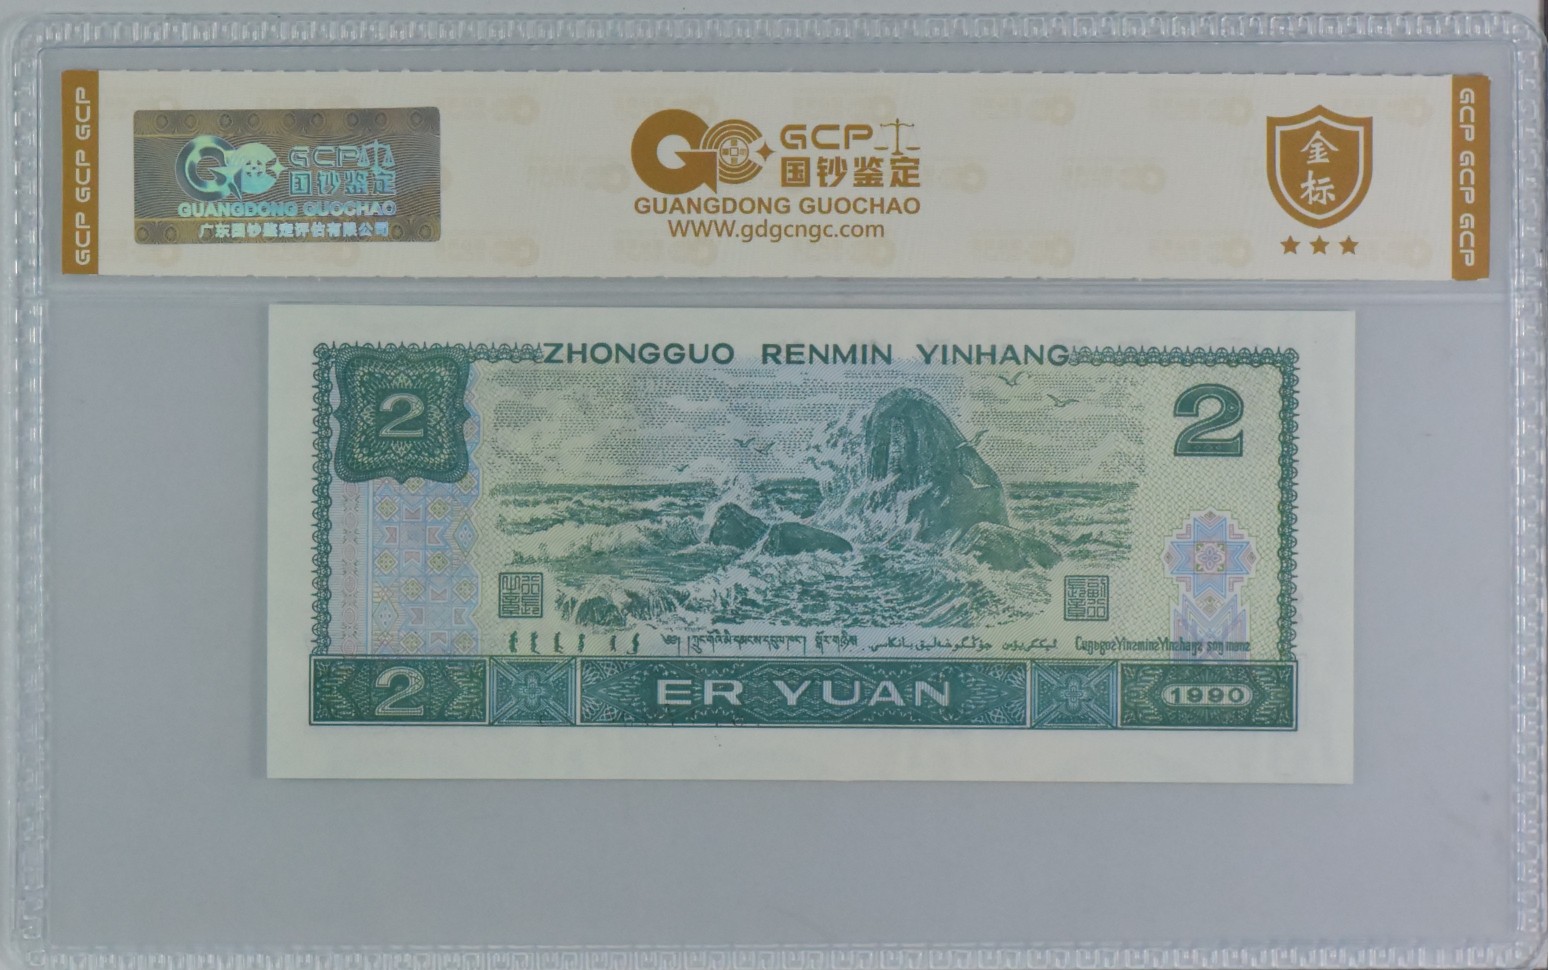 GCP GCP GCP
GCP
国钞鉴定
GUANGDONG GUOCHAO
广东国钞鉴定评估有限公司
GCP
国钞鉴定
GUANGDONG GUOCHAO
www.gdgcngc.com
金标
GCP GCP GCP
ZHONGGUO RENMIN YINHANG
2
2
2
ER YUAN
1990